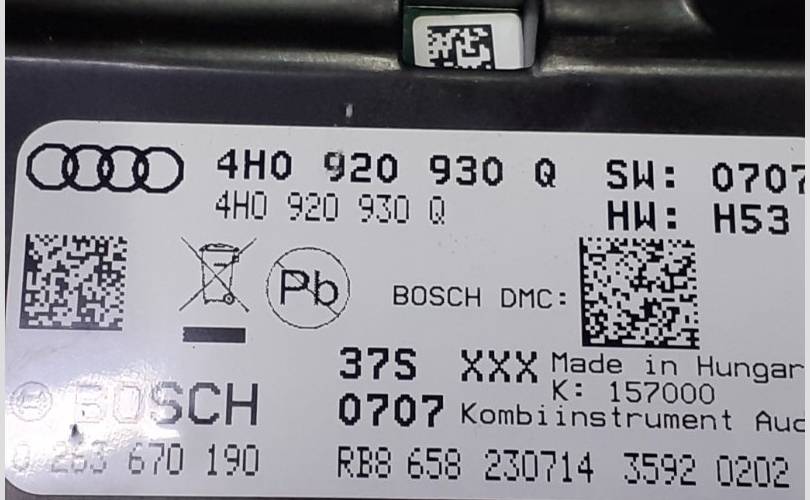 4H0 920 930 Q SW: 0707
4H0 920 930 Q HW: H53
Pb BOSCH DMC:
37S XXX Made in Hungar
K: 157000
BOSCH 0707 Kombiinstrument Aud
0 263 670 190 RB8 658 230714 3592 0202